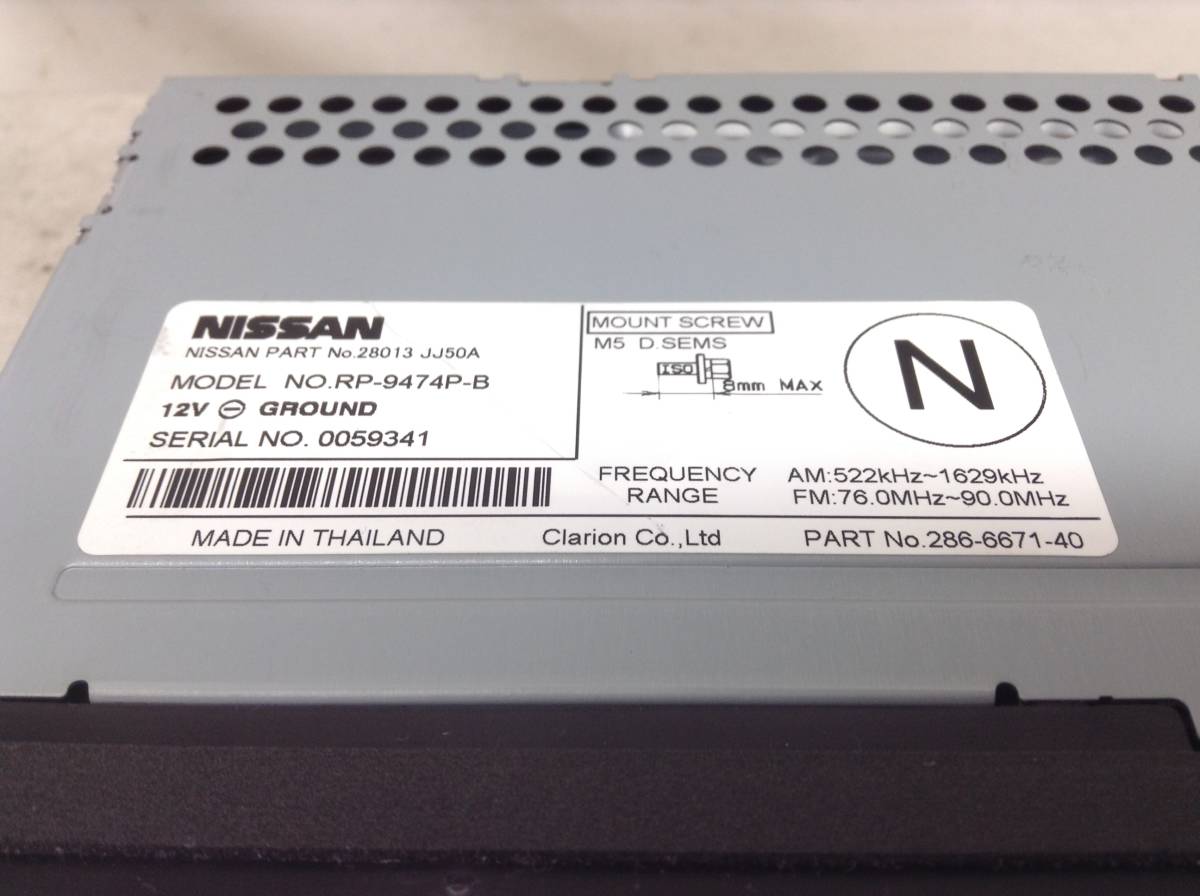 NISSAN
NISSAN PART No.28013 JJ50A
MODEL NO.RP-9474P-B
12V ⊖ GROUND
SERIAL NO. 0059341
MOUNT SCREW
M5 D.SEMS
ISO
8mm MAX
N
FREQUENCY RANGE
AM:522kHz~1629kHz
FM:76.0MHz~90.0MHz
MADE IN THAILAND
Clarion Co.,Ltd
PART No.286-6671-40